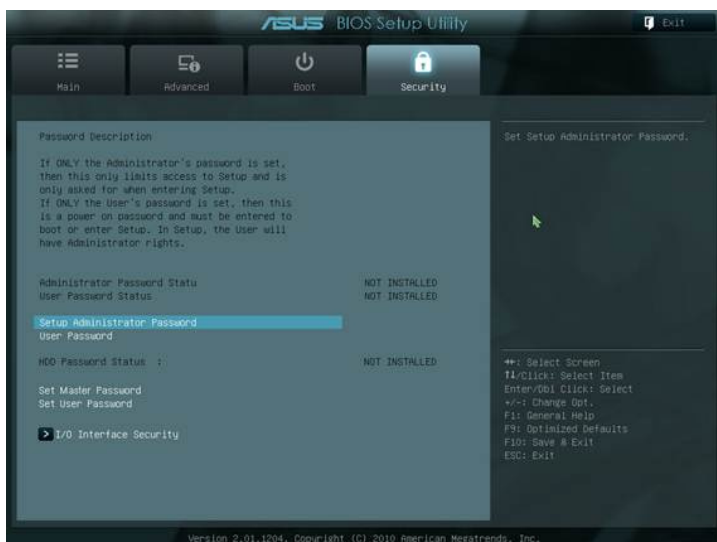 ASUS BIOS Setup Utility
Exit
Main
Advanced
Boot
Security
Password Description
If ONLY the Administrator's password is set,
then this only limits access to Setup and is
only asked for when entering Setup.
If ONLY the User's password is set, then this
is a power on password and must be entered to
boot or enter Setup. In Setup, the User will
have Administrator rights.
Administrator Password Statu NOT INSTALLED
User Password Status NOT INSTALLED
Setup Administrator Password
User Password
HDD Password Status : NOT INSTALLED
Set Master Password
Set User Password
> I/O Interface Security
Set Setup Administrator Password.
→←: Select Screen
↑↓/Click: Select Item
Enter/Dbl Click: Select
+/-: Change Opt.
F1: General Help
F9: Optimized Defaults
F10: Save & Exit
ESC: Exit
Version 2.01.1204. Copyright (C) 2010 American Megatrends, Inc.